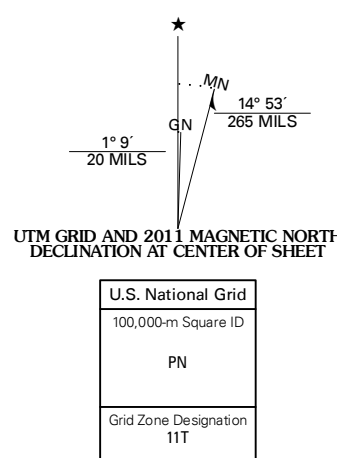 ★
MN
GN
14° 53´
265 MILS
1° 9´
20 MILS
UTM GRID AND 2011 MAGNETIC NORTH
DECLINATION AT CENTER OF SHEET
U.S. National Grid
100,000-m Square ID
PN
Grid Zone Designation
11T